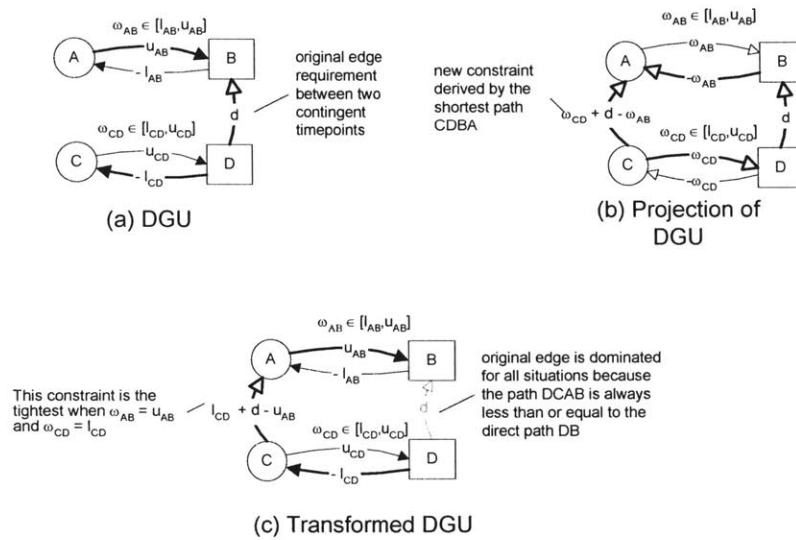 ω_AB ∈ [l_AB,u_AB]
A
u_AB
B
- l_AB
d
ω_CD ∈ [l_CD,u_CD]
C
u_CD
D
- l_CD
original edge
requirement
between two
contingent
timepoints
(a) DGU
ω_AB ∈ [l_AB,u_AB]
A
ω_AB
B
-ω_AB
new constraint
derived by the
shortest path
CDBA
ω_CD + d - ω_AB
d
ω_CD ∈ [l_CD,u_CD]
C
ω_CD
D
-ω_CD
(b) Projection of
DGU
ω_AB ∈ [l_AB,u_AB]
A
u_AB
B
- l_AB
This constraint is the
tightest when ω_AB = u_AB
and ω_CD = l_CD
l_CD + d - u_AB
d
ω_CD ∈ [l_CD,u_CD]
C
u_CD
D
- l_CD
original edge is dominated
for all situations because
the path DCAB is always
less than or equal to the
direct path DB
(c) Transformed DGU